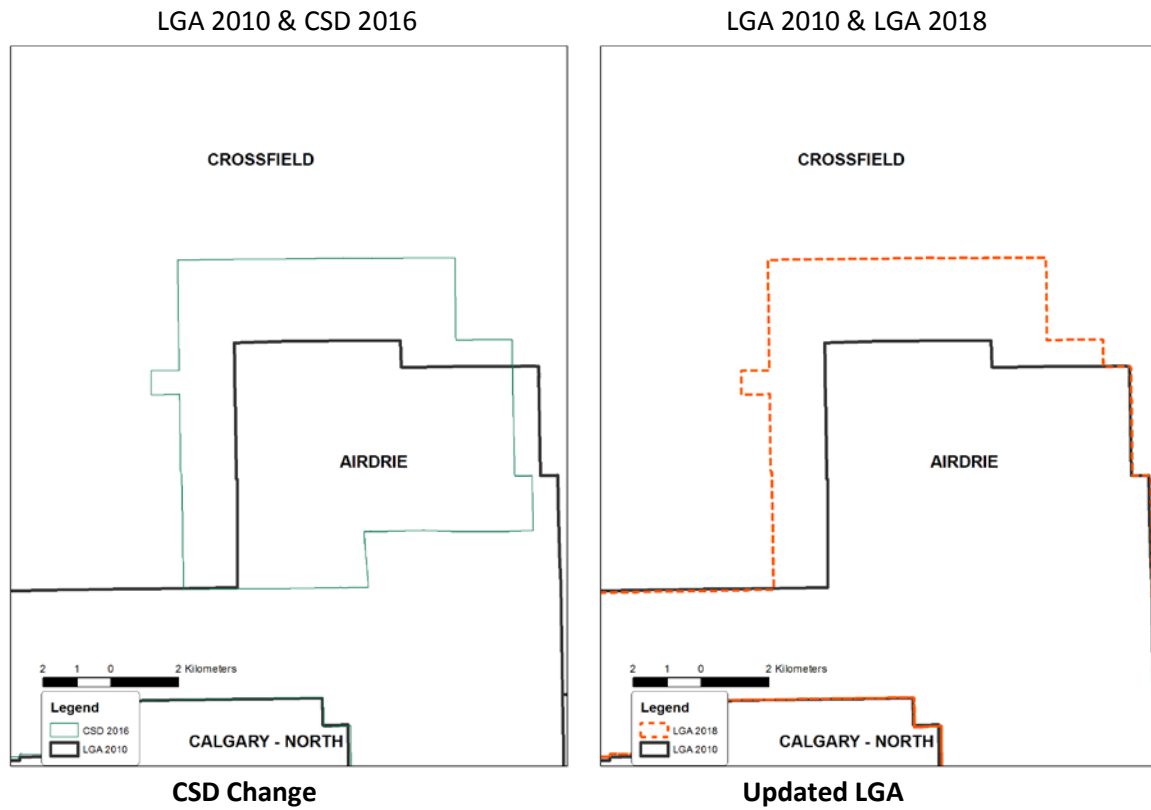 LGA 2010 & CSD 2016
CROSSFIELD
AIRDRIE
2 1 0 2 Kilometers
Legend
CSD 2016
LGA 2010
CALGARY - NORTH
CSD Change
LGA 2010 & LGA 2018
CROSSFIELD
AIRDRIE
2 1 0 2 Kilometers
Legend
LGA 2018
LGA 2010
CALGARY - NORTH
Updated LGA